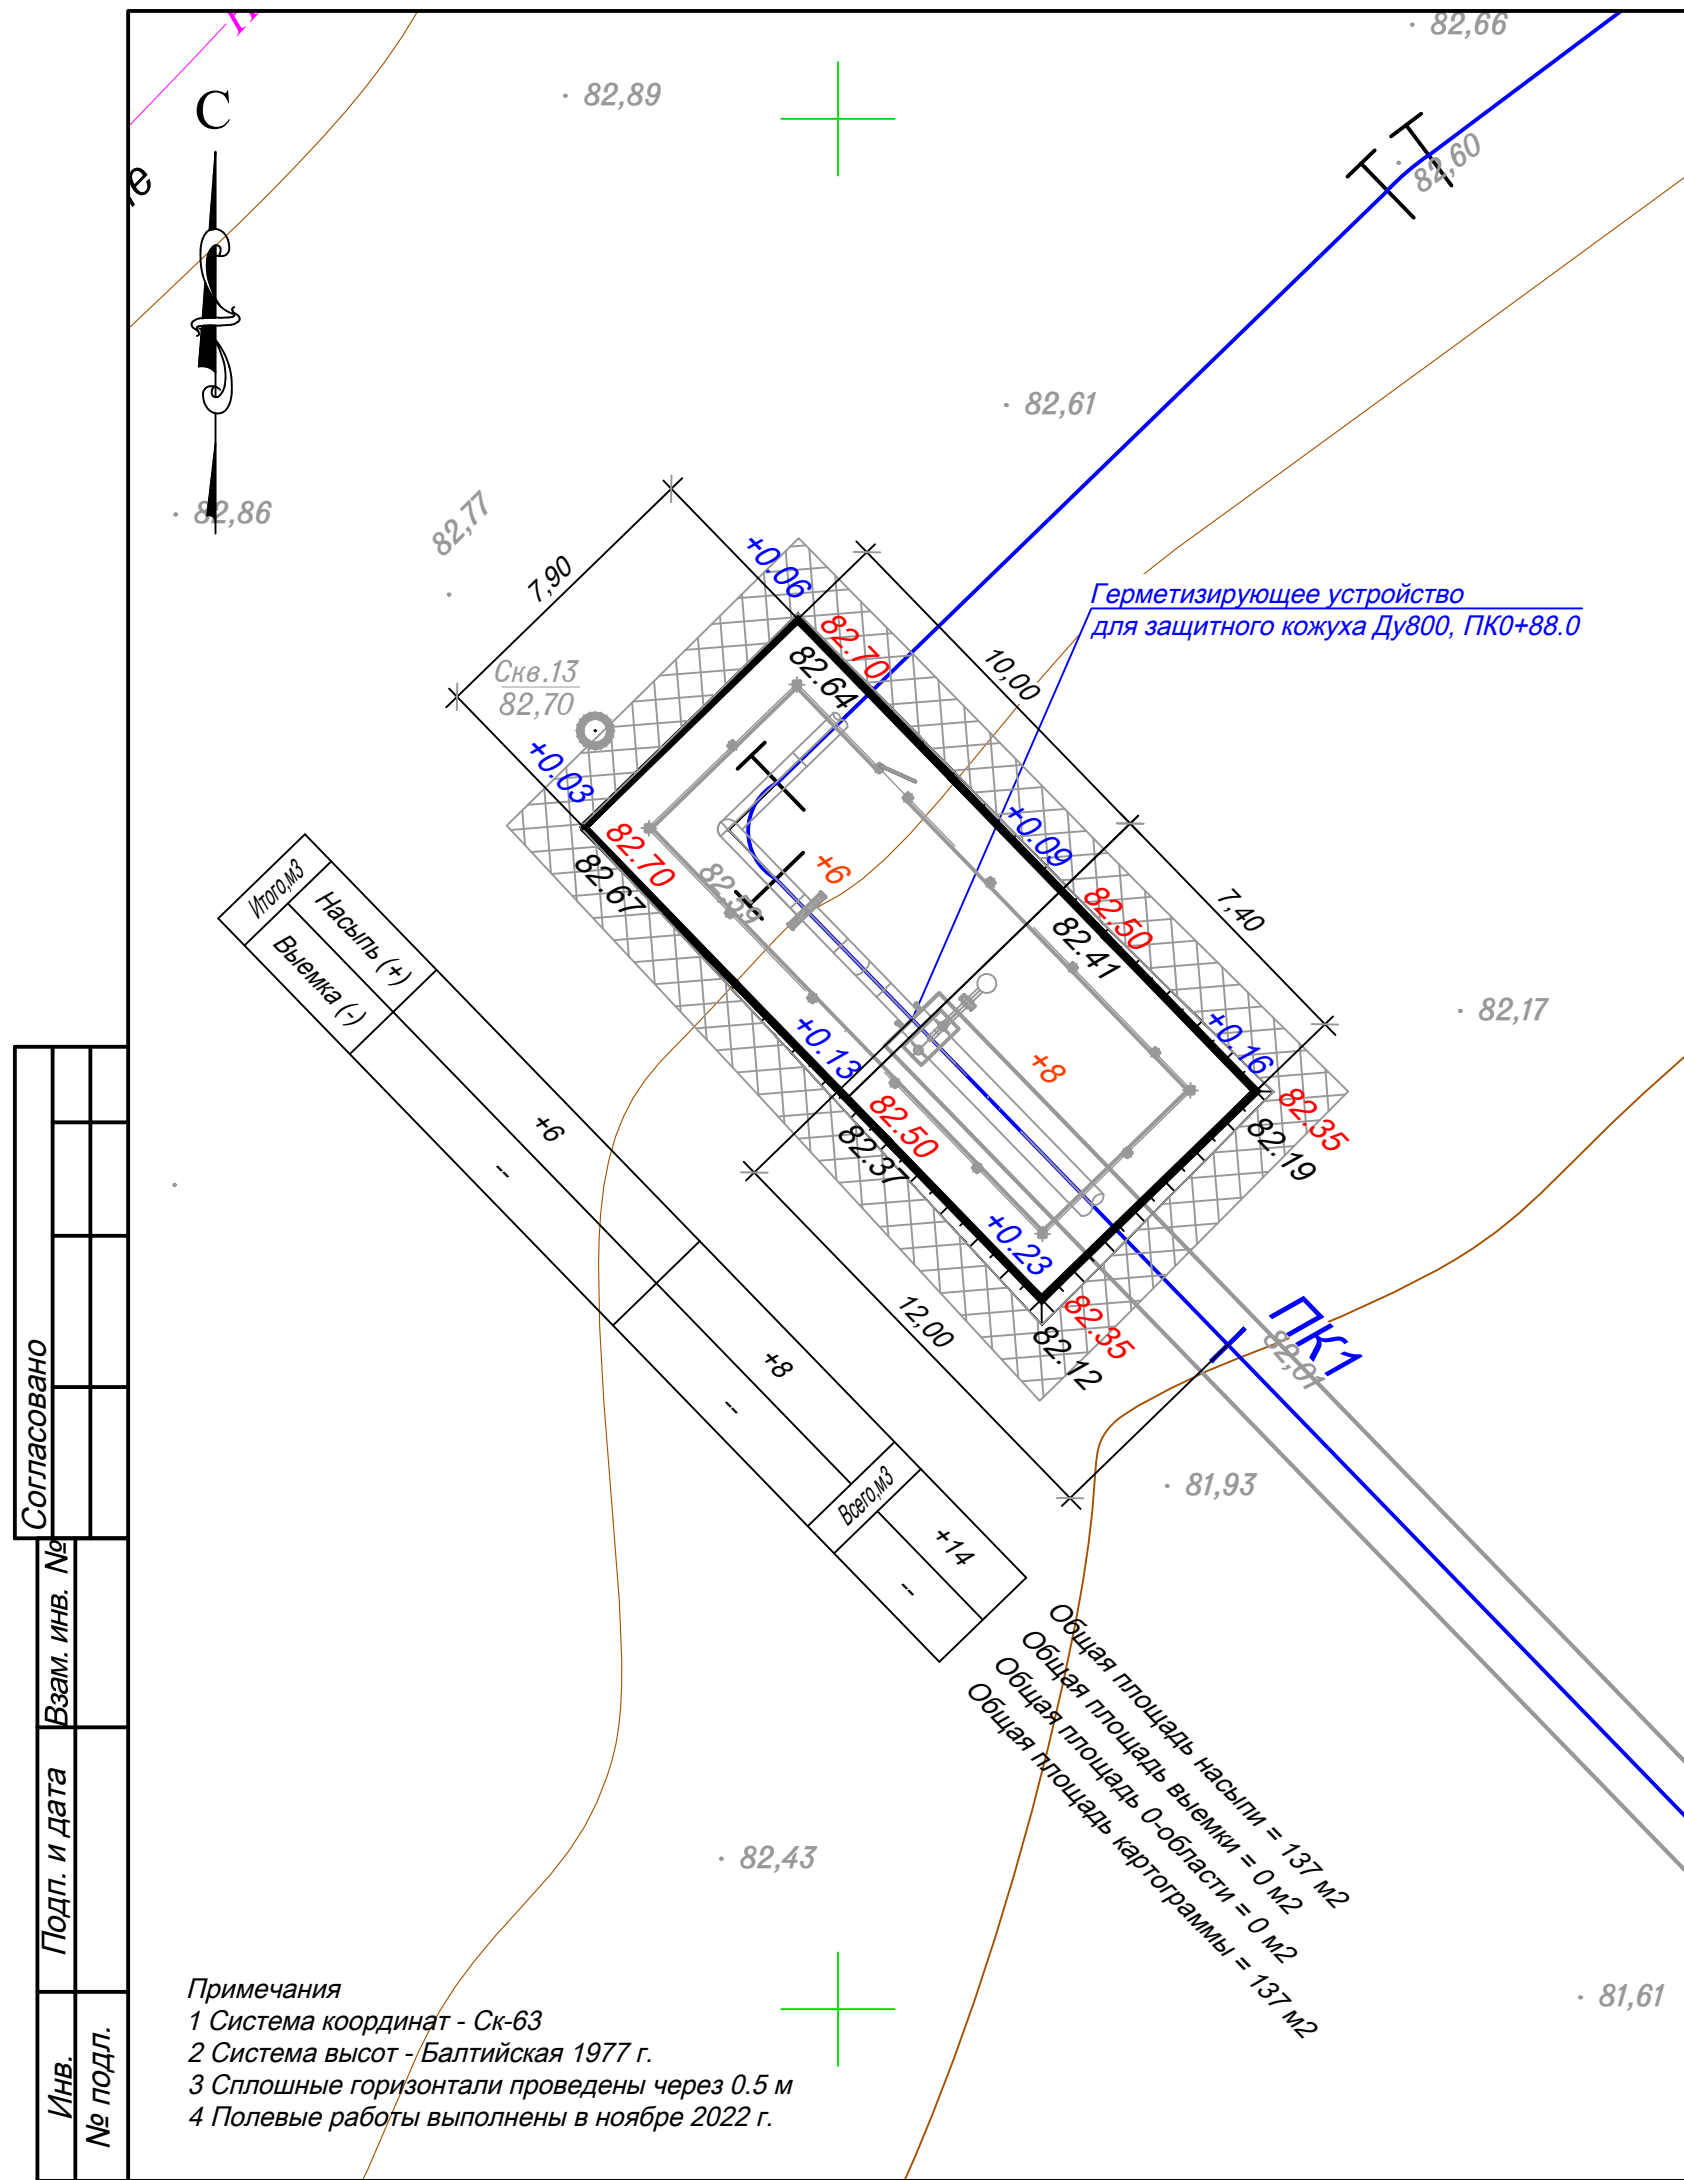 82,66
82,89
С
82,60
82,61
82,86
82,77
+0.06
7,90
Герметизирующее устройство
для защитного кожуха Ду800, ПК0+88.0
82.70
82.64
10,00
Скв.13
82,70
+0.03
82.70
82.67
82,59
+6
+0.09
82.50
82.41
7,40
82,17
+0.13
82.50
82.37
+8
+0.16
82.35
82.19
+0.23
82.35
82.12
12,00
ПК1
82,01
81,93
Итого,м3
Насыпь (+)
Выемка (-)
+6
--
+8
--
Всего,м3
+14
--
Общая площадь насыпи = 137 м2
Общая площадь выемки = 0 м2
Общая площадь 0-области = 0 м2
Общая площадь картограммы = 137 м2
82,43
81,61
Примечания
1 Система координат - Ск-63
2 Система высот - Балтийская 1977 г.
3 Сплошные горизонтали проведены через 0.5 м
4 Полевые работы выполнены в ноябре 2022 г.
Согласовано
Взам. инв. №
Подп. и дата
Инв.
№ подл.